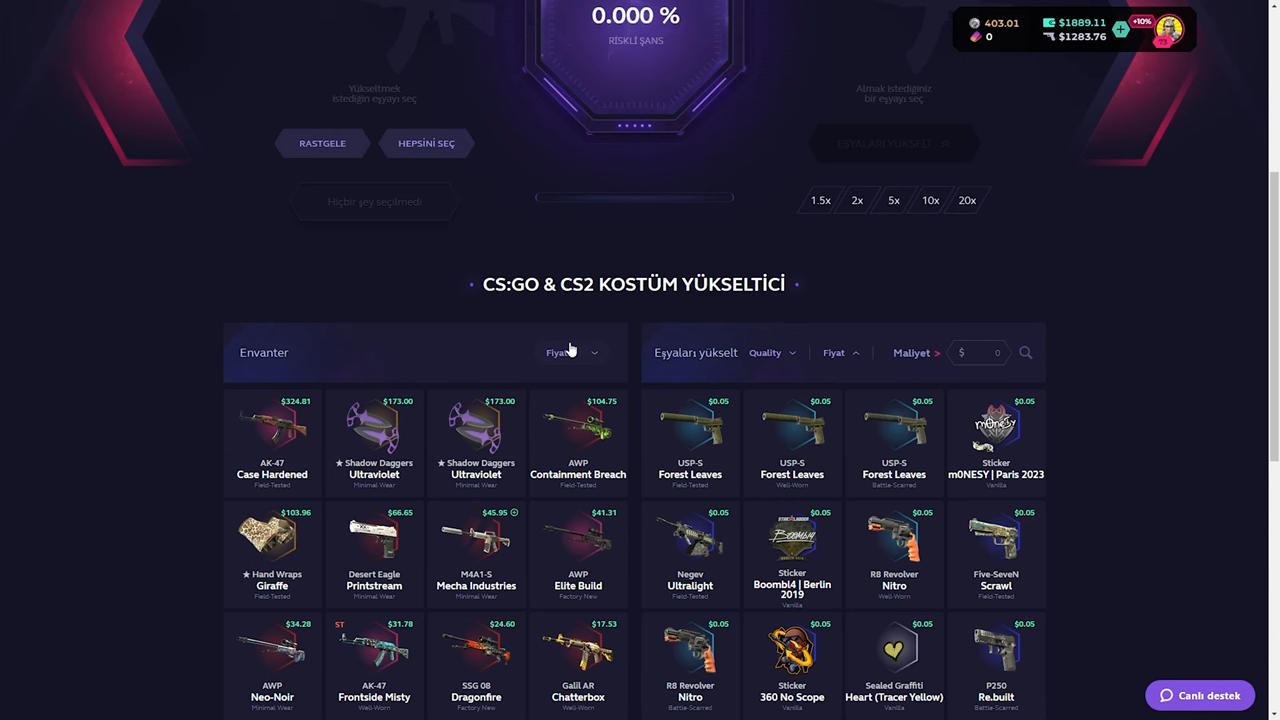 0.000 %
RİSKLİ ŞANS
403.01
0
$1889.11
$1283.76
+10%
Yükseltmek
istediğin eşyayı seç
Almak istediğiniz
bir eşyayı seç
RASTGELE
HEPSİNİ SEÇ
EŞYALARI YÜKSELT
Hiçbir şey seçilmedi
1.5x
2x
5x
10x
20x
CS:GO & CS2 KOSTÜM YÜKSELTİCİ
Envanter
Fiyat
Eşyaları yükselt
Quality
Fiyat
Maliyet >
$ 0
$324.81
AK-47
Case Hardened
Field-Tested
$173.00
★ Shadow Daggers
Ultraviolet
Minimal Wear
$173.00
★ Shadow Daggers
Ultraviolet
Minimal Wear
$104.75
AWP
Containment Breach
Field-Tested
$0.05
USP-S
Forest Leaves
Field-Tested
$0.05
USP-S
Forest Leaves
Well-Worn
$0.05
USP-S
Forest Leaves
Battle-Scarred
$0.05
m0NESY
Sticker
m0NESY | Paris 2023
Vanilla
$103.96
★ Hand Wraps
Giraffe
Field-Tested
$66.65
Desert Eagle
Printstream
Minimal Wear
$45.95
M4A1-S
Mecha Industries
Minimal Wear
$41.31
AWP
Elite Build
Factory New
$0.05
Negev
Ultralight
Field-Tested
$0.05
Sticker
Boombl4 | Berlin
2019
Vanilla
$0.05
R8 Revolver
Nitro
Well-Worn
$0.05
Five-SeveN
Scrawl
Field-Tested
$34.28
AWP
Neo-Noir
Minimal Wear
ST
$31.78
AK-47
Frontside Misty
Well-Worn
$24.60
SSG 08
Dragonfire
Factory New
$17.53
Galil AR
Chatterbox
Field-Tested
$0.05
R8 Revolver
Nitro
Battle-Scarred
$0.05
Sticker
360 No Scope
Vanilla
$0.05
Sealed Graffiti
Heart (Tracer Yellow)
Vanilla
$0.05
P250
Re.built
Battle-Scarred
Canlı destek